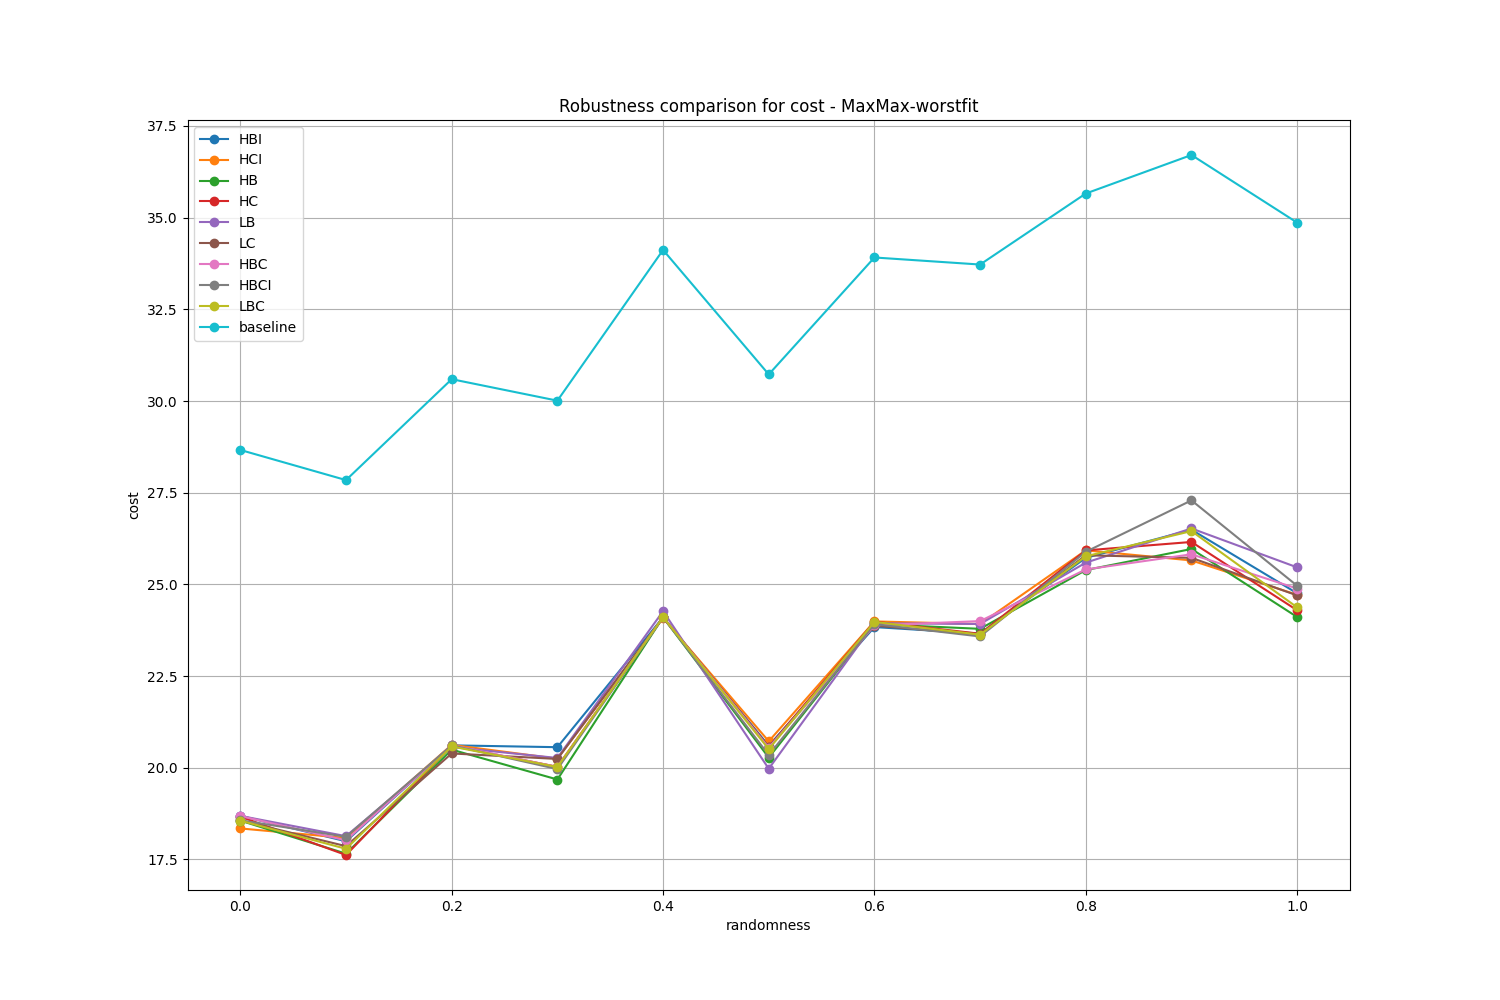 Robustness comparison for cost - MaxMax-worstfit
37.5
35.0
32.5
30.0
27.5
25.0
22.5
20.0
17.5
cost
HBI
HCI
HB
HC
LB
LC
HBC
HBCI
LBC
baseline
0.0 0.2 0.4 0.6 0.8 1.0
randomness